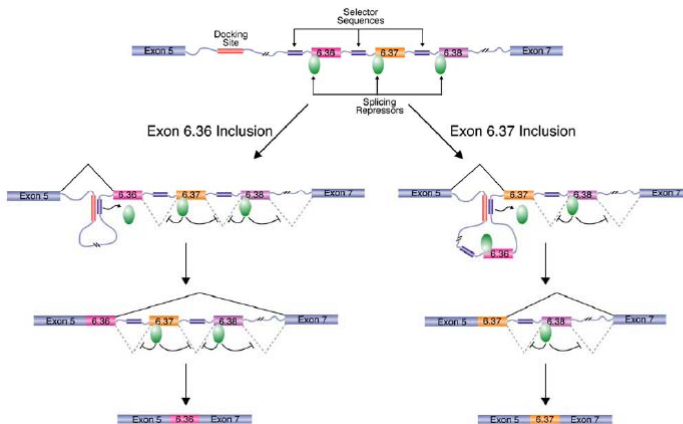 Selector
Sequences
Docking
Site
Exon 5
6.36
6.37
6.38
Exon 7
Splicing
Repressors
Exon 6.36 Inclusion
Exon 6.37 Inclusion
Exon 5
6.36
6.37
6.38
Exon 7
Exon 5
6.37
6.38
Exon 7
6.36
Exon 5
6.36
6.37
6.38
Exon 7
Exon 5
6.37
6.38
Exon 7
Exon 5
6.36
Exon 7
Exon 5
6.37
Exon 7